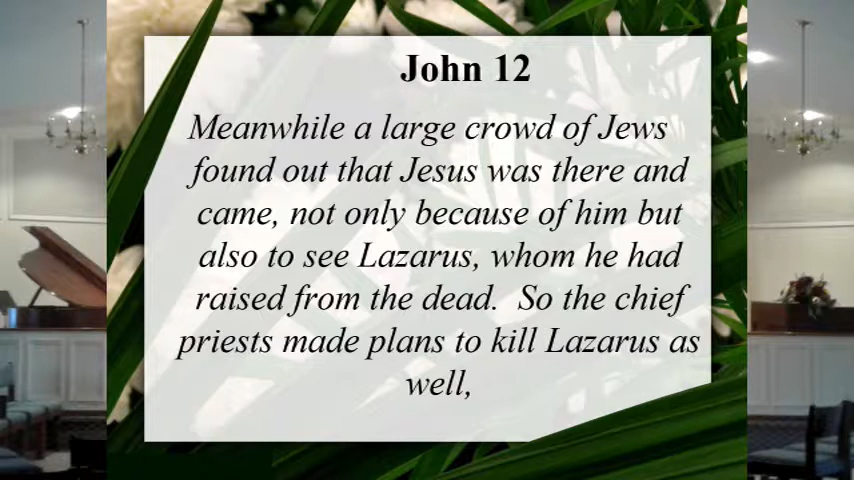 John 12
Meanwhile a large crowd of Jews
found out that Jesus was there and
came, not only because of him but
also to see Lazarus, whom he had
raised from the dead.  So the chief
priests made plans to kill Lazarus as
well,